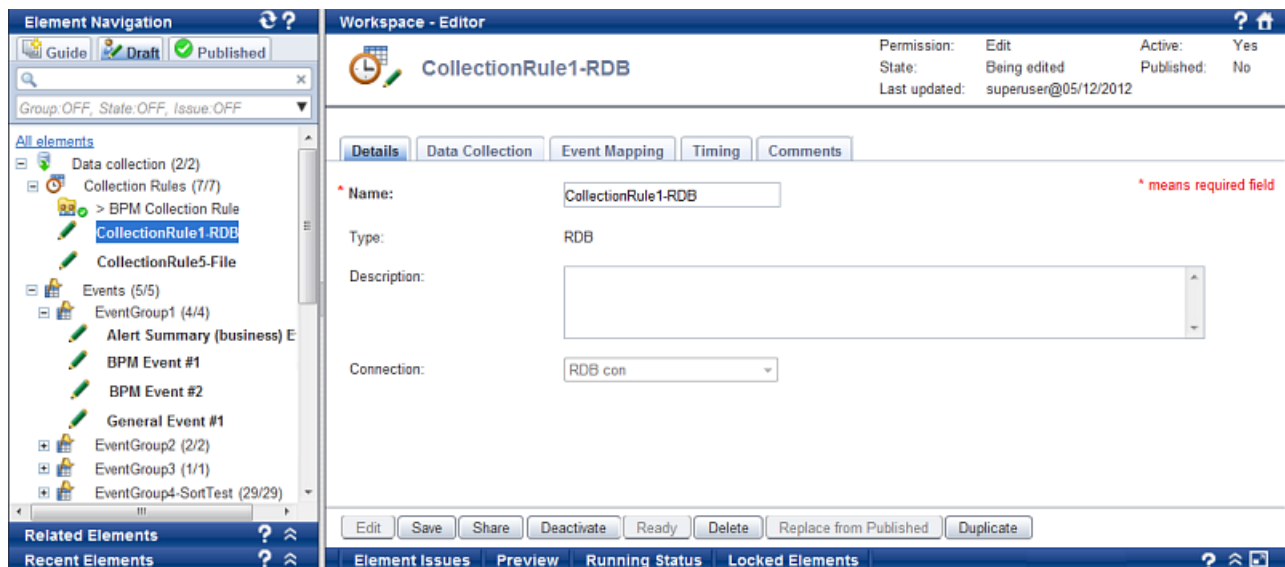 Element Navigation
Guide Draft Published
Group:OFF, State:OFF, Issue:OFF
All elements
Data collection (2/2)
Collection Rules (7/7)
> BPM Collection Rule
CollectionRule1-RDB
CollectionRule5-File
Events (5/5)
EventGroup1 (4/4)
Alert Summary (business) E
BPM Event #1
BPM Event #2
General Event #1
EventGroup2 (2/2)
EventGroup3 (1/1)
EventGroup4-SortTest (29/29)
Related Elements ?
Recent Elements ?
Workspace - Editor
CollectionRule1-RDB
Permission: Edit Active: Yes
State: Being edited Published: No
Last updated: superuser@05/12/2012
Details Data Collection Event Mapping Timing Comments
* Name: CollectionRule1-RDB * means required field
Type: RDB
Description:
Connection: RDB con
Edit Save Share Deactivate Ready Delete Replace from Published Duplicate
Element Issues Preview Running Status Locked Elements ?